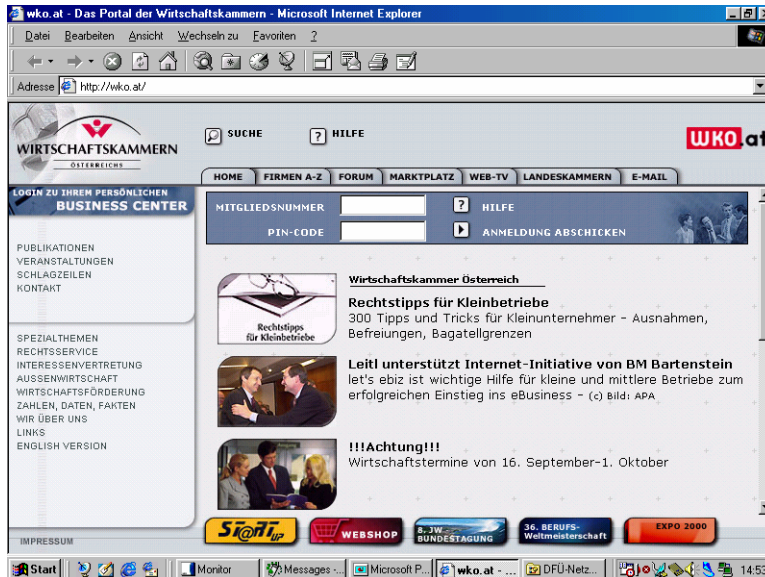 wko.at - Das Portal der Wirtschaftskammern - Microsoft Internet Explorer
Datei Bearbeiten Ansicht Wechseln zu Favoriten ?
Adresse http://wko.at/
WIRTSCHAFTSKAMMERN
ÖSTERREICHS
SUCHE ? HILFE
WKO.at
HOME FIRMEN A-Z FORUM MARKTPLATZ WEB-TV LANDESKAMMERN E-MAIL
LOGIN ZU IHREM PERSÖNLICHEN
BUSINESS CENTER
MITGLIEDSNUMMER ? HILFE
PIN-CODE ANMELDUNG ABSCHICKEN
PUBLIKATIONEN
VERANSTALTUNGEN
SCHLAGZEILEN
KONTAKT
SPEZIALTHEMEN
RECHTSSERVICE
INTERESSENVERTRETUNG
AUSSENWIRTSCHAFT
WIRTSCHAFTSFÖRDERUNG
ZAHLEN, DATEN, FAKTEN
WIR ÜBER UNS
LINKS
ENGLISH VERSION
IMPRESSUM
Wirtschaftskammer Österreich
Rechtstipps
für Kleinbetriebe
Rechtstipps für Kleinbetriebe
300 Tipps und Tricks für Kleinunternehmer - Ausnahmen,
Befreiungen, Bagatellgrenzen
Leitl unterstützt Internet-Initiative von BM Bartenstein
let's ebiz ist wichtige Hilfe für kleine und mittlere Betriebe zum
erfolgreichen Einstieg ins eBusiness - (c) Bild: APA
!!!Achtung!!!
Wirtschaftstermine von 16. September-1. Oktober
WEBSHOP
8. JW
BUNDESTAGUNG
36. BERUFS-
Weltmeisterschaft
EXPO 2000
Start Monitor Messages -... Microsoft P... wko.at - ... DFÜ-Netz... 14:53